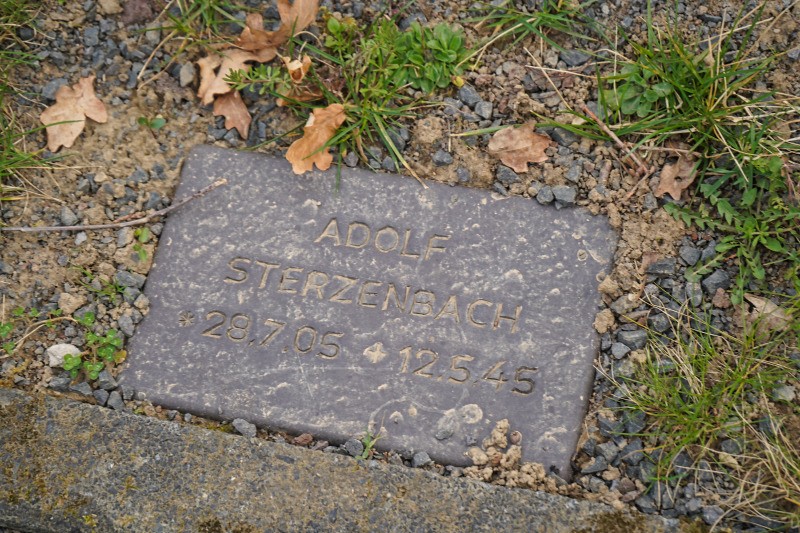 ADOLF
STERZENBACH
* 28.7.05 + 12.5.45